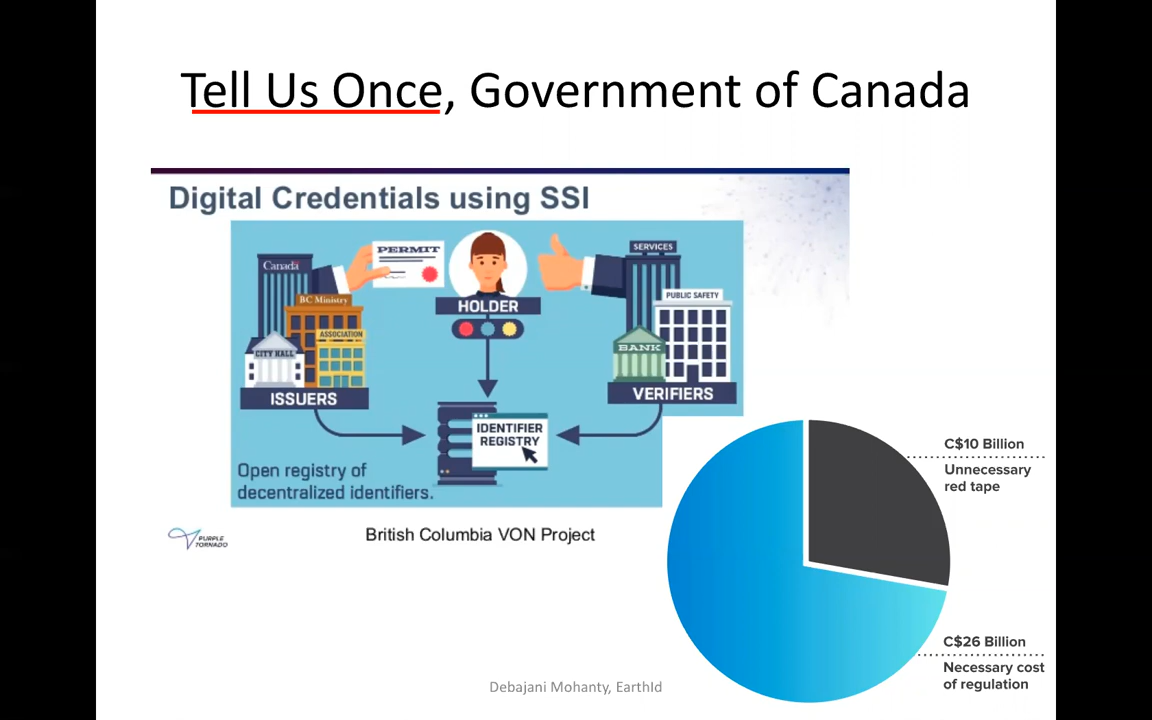 Tell Us Once, Government of Canada
Digital Credentials using SSI
Canada
BC Ministry
ASSOCIATION
CITY HALL
ISSUERS
PERMIT
HOLDER
SERVICES
PUBLIC SAFETY
BANK
VERIFIERS
IDENTIFIER
REGISTRY
Open registry of
decentralized identifiers.
PURPLE
TORNADO
British Columbia VON Project
C$10 Billion
Unnecessary
red tape
C$26 Billion
Necessary cost
of regulation
Debajani Mohanty, EarthId